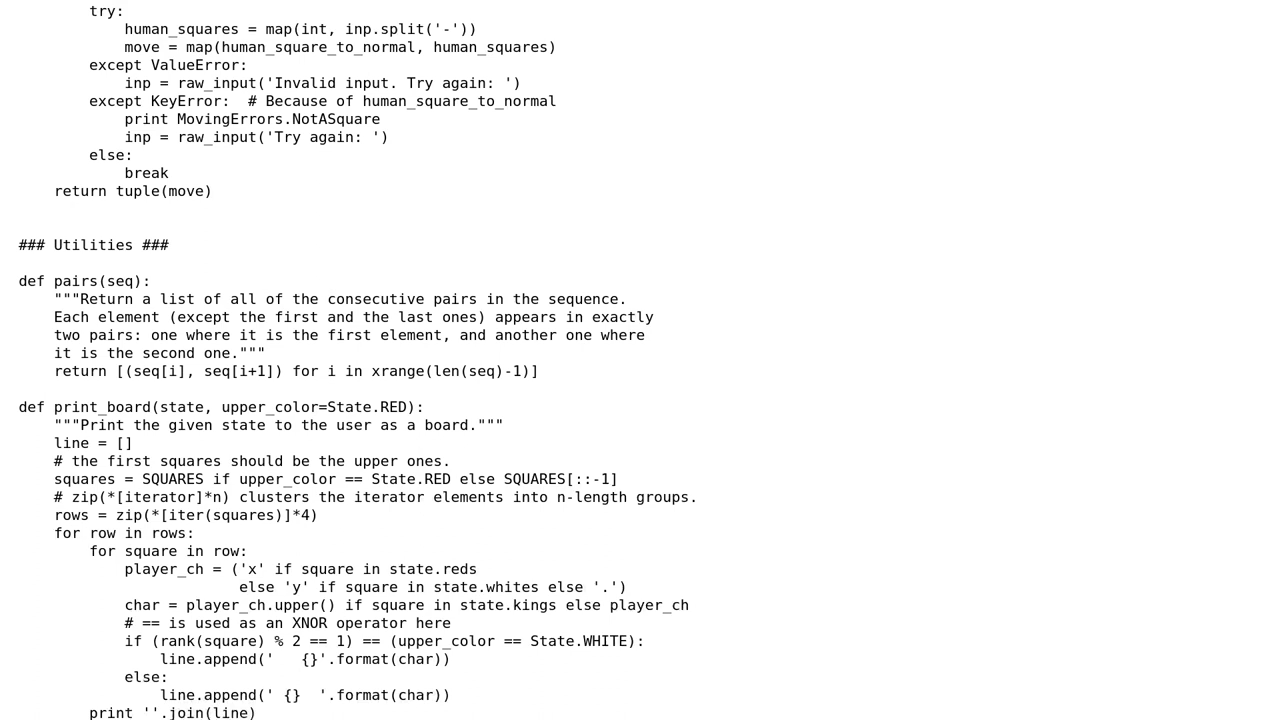 try:
            human_squares = map(int, inp.split('-'))
            move = map(human_square_to_normal, human_squares)
        except ValueError:
            inp = raw_input('Invalid input. Try again: ')
        except KeyError:  # Because of human_square_to_normal
            print MovingErrors.NotASquare
            inp = raw_input('Try again: ')
        else:
            break
    return tuple(move)


### Utilities ###

def pairs(seq):
    """Return a list of all of the consecutive pairs in the sequence.
    Each element (except the first and the last ones) appears in exactly
    two pairs: one where it is the first element, and another one where
    it is the second one."""
    return [(seq[i], seq[i+1]) for i in xrange(len(seq)-1)]

def print_board(state, upper_color=State.RED):
    """Print the given state to the user as a board."""
    line = []
    # the first squares should be the upper ones.
    squares = SQUARES if upper_color == State.RED else SQUARES[::-1]
    # zip(*[iterator]*n) clusters the iterator elements into n-length groups.
    rows = zip(*[iter(squares)]*4)
    for row in rows:
        for square in row:
            player_ch = ('x' if square in state.reds
                         else 'y' if square in state.whites else '.')
            char = player_ch.upper() if square in state.kings else player_ch
            # == is used as an XNOR operator here
            if (rank(square) % 2 == 1) == (upper_color == State.WHITE):
                line.append('   {}'.format(char))
            else:
                line.append(' {}  '.format(char))
        print ''.join(line)